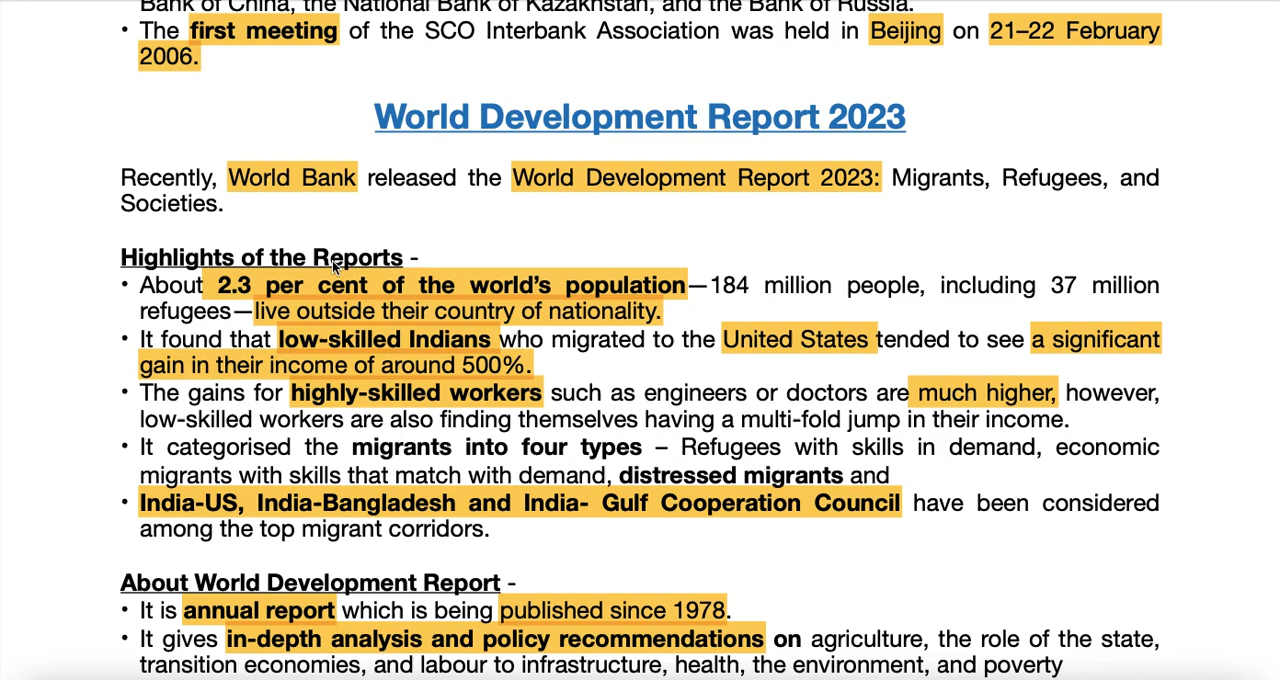 Bank of China, the National Bank of Kazakhstan, and the Bank of Russia.
• The first meeting of the SCO Interbank Association was held in Beijing on 21–22 February
2006.
World Development Report 2023
Recently, World Bank released the World Development Report 2023: Migrants, Refugees, and
Societies.
Highlights of the Reports -
• About 2.3 per cent of the world's population—184 million people, including 37 million
refugees—live outside their country of nationality.
• It found that low-skilled Indians who migrated to the United States tended to see a significant
gain in their income of around 500%.
• The gains for highly-skilled workers such as engineers or doctors are much higher, however,
low-skilled workers are also finding themselves having a multi-fold jump in their income.
• It categorised the migrants into four types – Refugees with skills in demand, economic
migrants with skills that match with demand, distressed migrants and
• India-US, India-Bangladesh and India- Gulf Cooperation Council have been considered
among the top migrant corridors.
About World Development Report -
• It is annual report which is being published since 1978.
• It gives in-depth analysis and policy recommendations on agriculture, the role of the state,
transition economies, and labour to infrastructure, health, the environment, and poverty